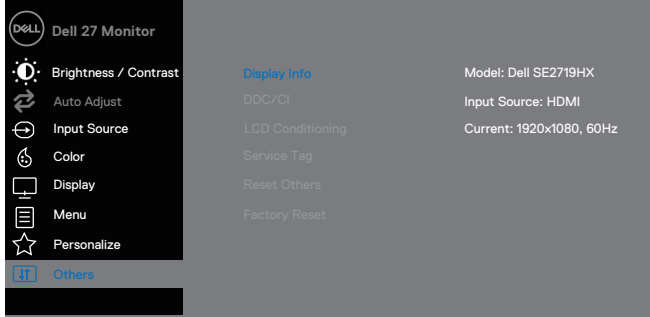 DELL Dell 27 Monitor
Brightness / Contrast
Auto Adjust
Input Source
Color
Display
Menu
Personalize
Others
Display Info
DDC/CI
LCD Conditioning
Service Tag
Reset Others
Factory Reset
Model: Dell SE2719HX
Input Source: HDMI
Current: 1920x1080, 60Hz